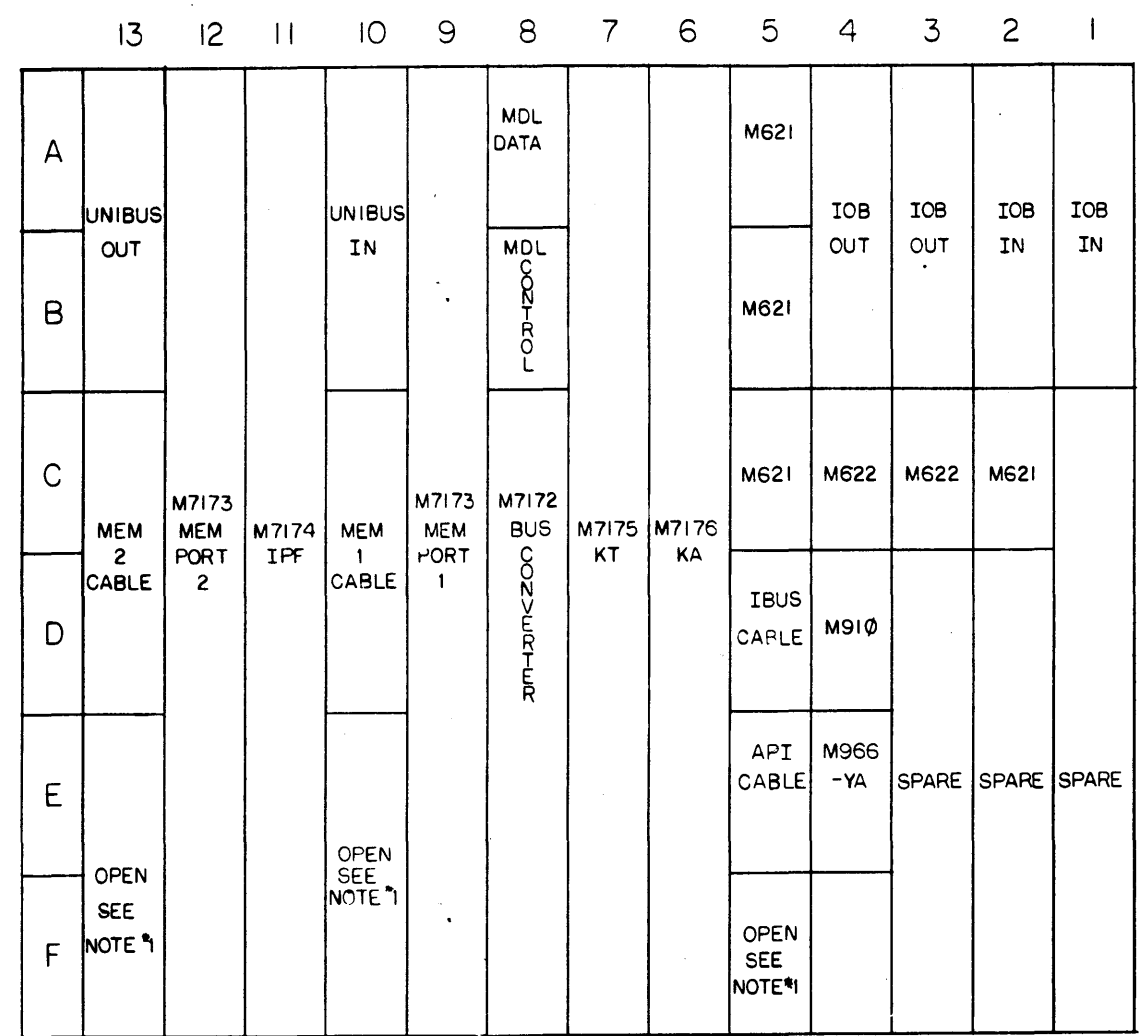 13 12 11 10 9 8 7 6 5 4 3 2 1
A
B
C
D
E
F
UNIBUS
OUT
MEM
2
CABLE
OPEN
SEE
NOTE #1
M7173
MEM
PORT
2
M7174
IPF
UNIBUS
IN
MEM
1
CABLE
OPEN
SEE
NOTE #1
M7173
MEM
PORT
1
MDL
DATA
MDL
CONTROL
M7172
BUS
CONVERTER
M7175
KT
M7176
KA
M621
M621
M621
IBUS
CABLE
API
CABLE
OPEN
SEE
NOTE #1
IOB
OUT
M622
M91Ø
M966
-YA
IOB
OUT
M622
SPARE
IOB
IN
M621
SPARE
IOB
IN
SPARE